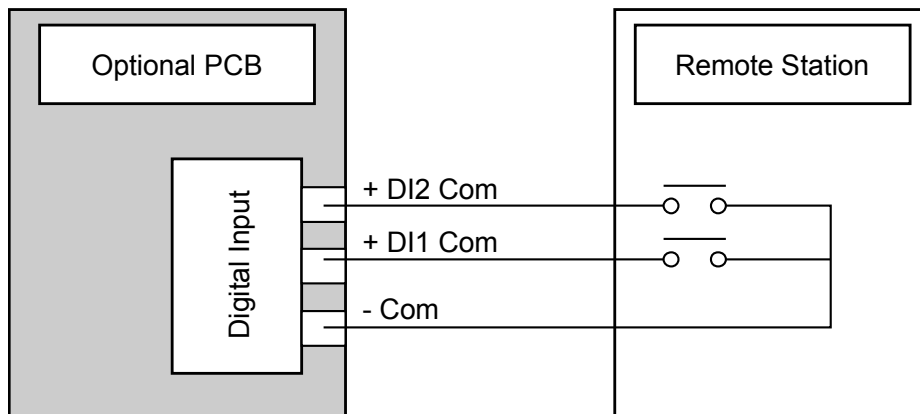 Optional PCB
Remote Station
Digital Input
+ DI2 Com
+ DI1 Com
- Com